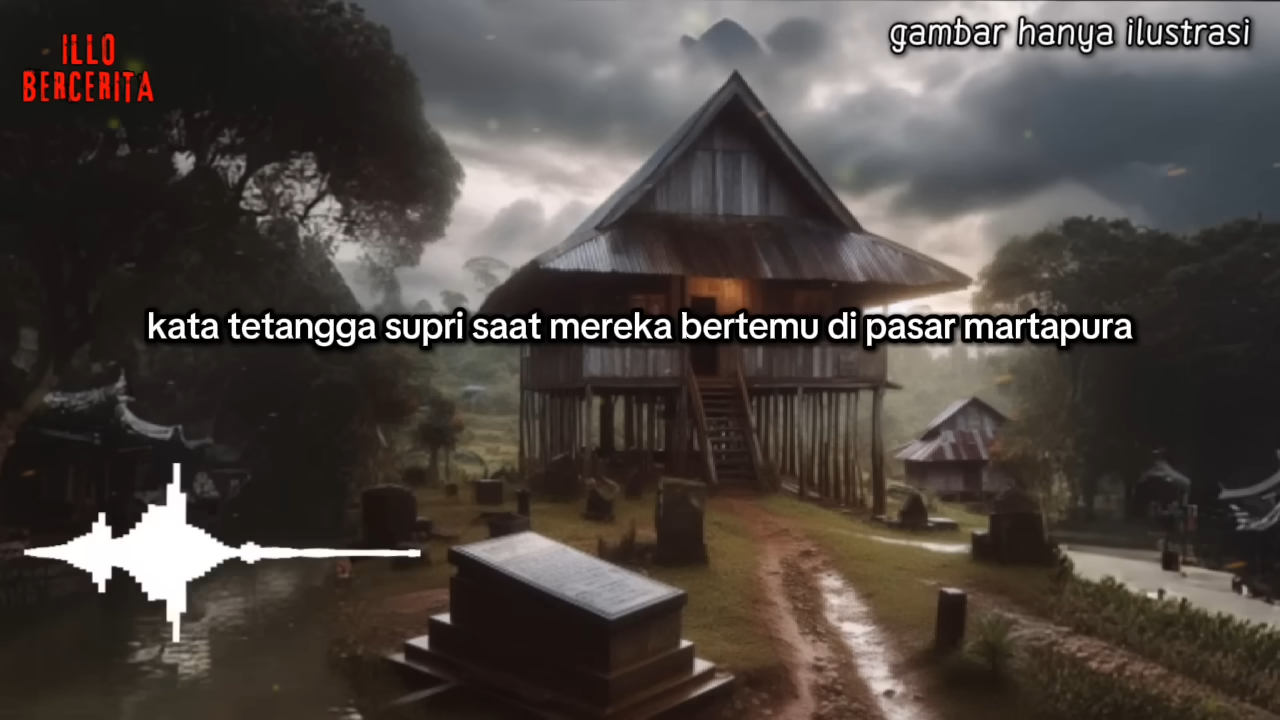 ILLO
BERCERITA
gambar hanya ilustrasi
kata tetangga supri saat mereka bertemu di pasar martapura